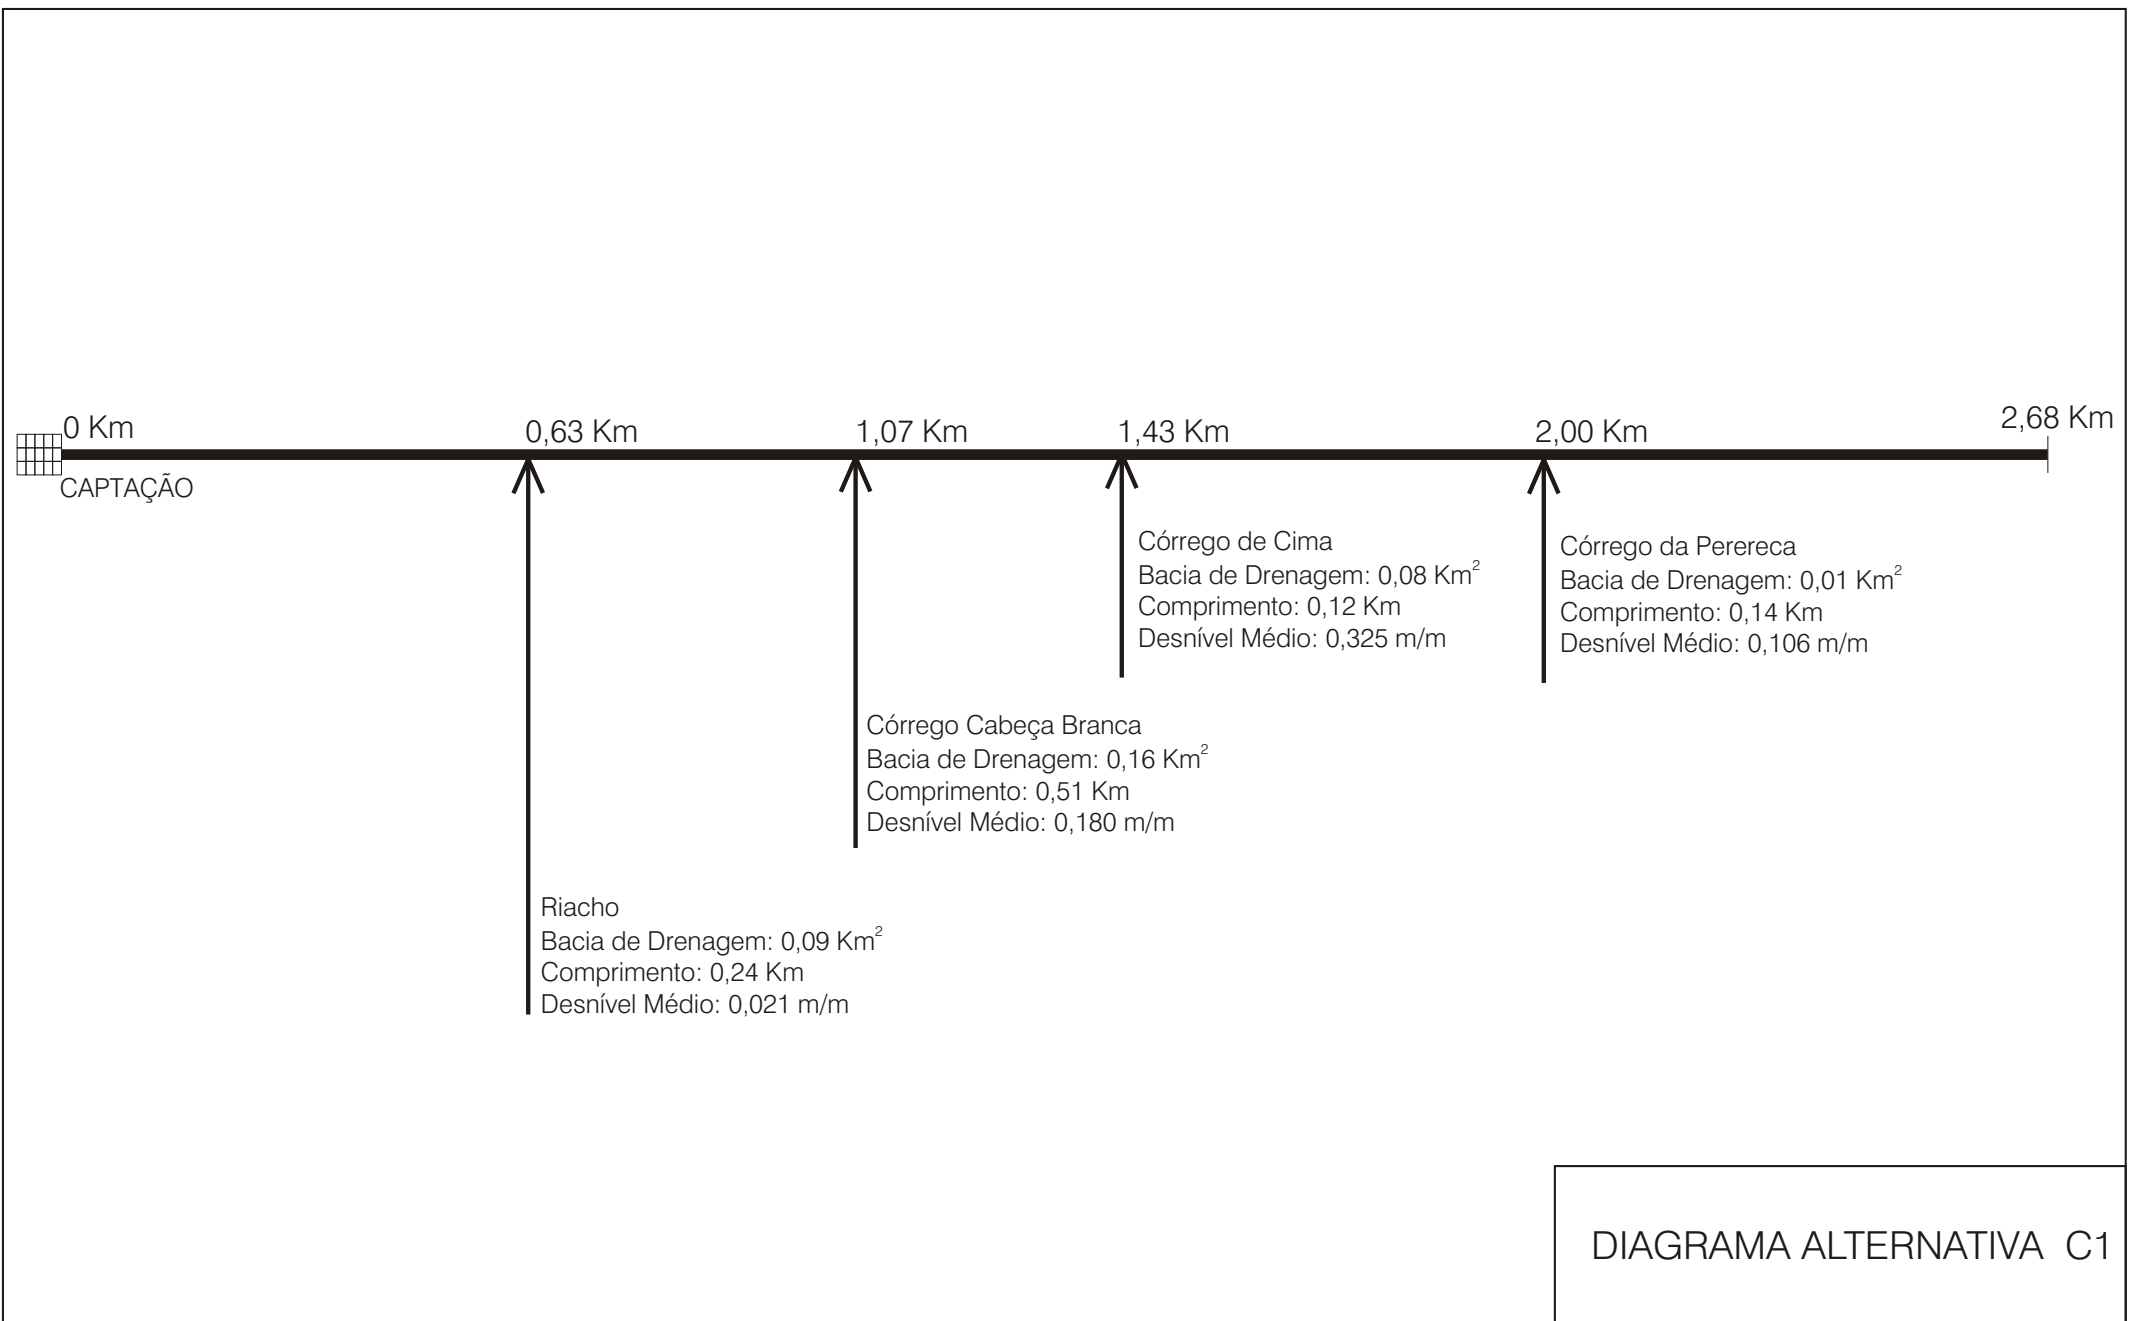 0 Km
0,63 Km
1,07 Km
1,43 Km
2,00 Km
2,68 Km
CAPTAÇÃO
Córrego de Cima
Bacia de Drenagem: 0,08 Km²
Comprimento: 0,12 Km
Desnível Médio: 0,325 m/m
Córrego da Perereca
Bacia de Drenagem: 0,01 Km²
Comprimento: 0,14 Km
Desnível Médio: 0,106 m/m
Córrego Cabeça Branca
Bacia de Drenagem: 0,16 Km²
Comprimento: 0,51 Km
Desnível Médio: 0,180 m/m
Riacho
Bacia de Drenagem: 0,09 Km²
Comprimento: 0,24 Km
Desnível Médio: 0,021 m/m
DIAGRAMA ALTERNATIVA C1